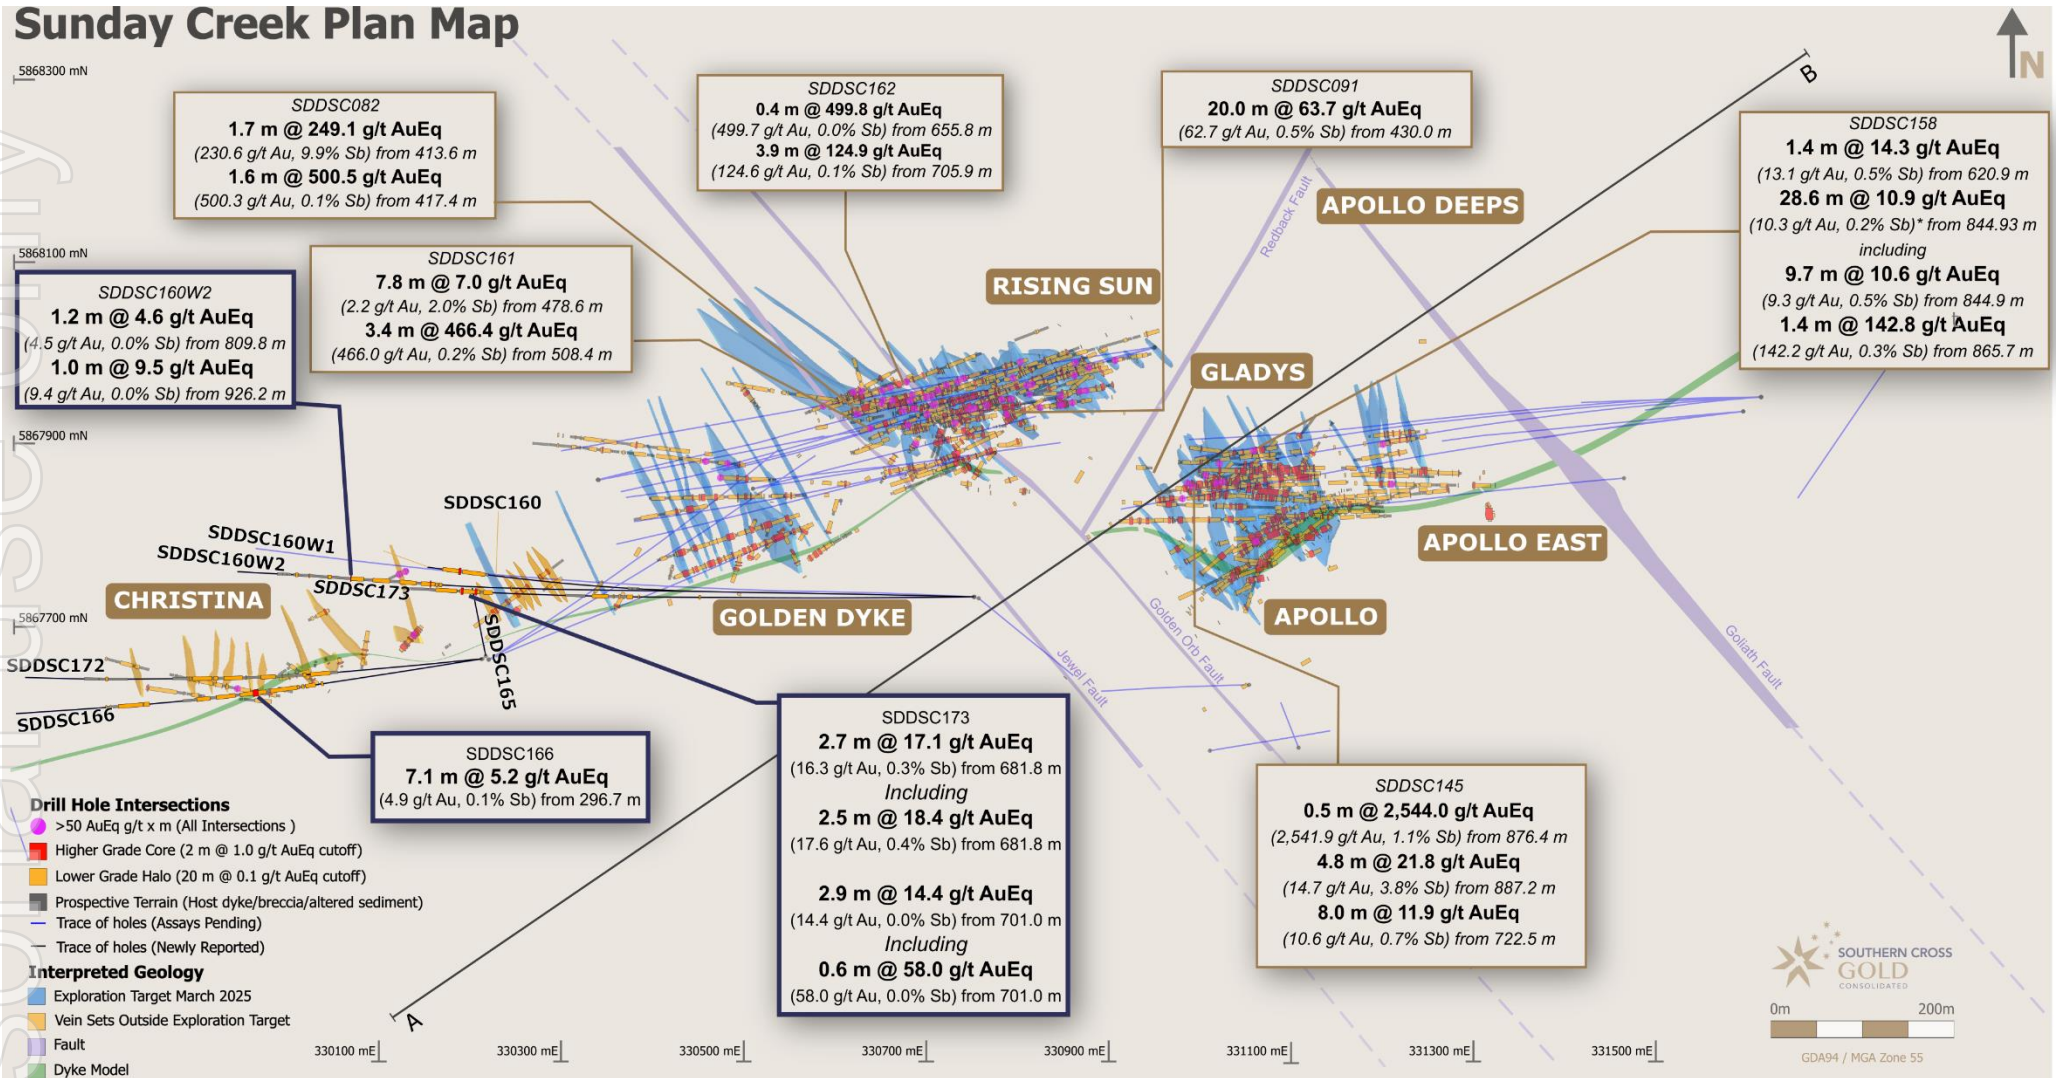 Sunday Creek Plan Map
N
5868300 mN
5868100 mN
5867900 mN
5867700 mN
SDDSC082
1.7 m @ 249.1 g/t AuEq
(230.6 g/t Au, 9.9% Sb) from 413.6 m
1.6 m @ 500.5 g/t AuEq
(500.3 g/t Au, 0.1% Sb) from 417.4 m
SDDSC162
0.4 m @ 499.8 g/t AuEq
(499.7 g/t Au, 0.0% Sb) from 655.8 m
3.9 m @ 124.9 g/t AuEq
(124.6 g/t Au, 0.1% Sb) from 705.9 m
SDDSC091
20.0 m @ 63.7 g/t AuEq
(62.7 g/t Au, 0.5% Sb) from 430.0 m
B
SDDSC158
1.4 m @ 14.3 g/t AuEq
(13.1 g/t Au, 0.5% Sb) from 620.9 m
28.6 m @ 10.9 g/t AuEq
(10.3 g/t Au, 0.2% Sb)* from 844.93 m
including
9.7 m @ 10.6 g/t AuEq
(9.3 g/t Au, 0.5% Sb) from 844.9 m
1.4 m @ 142.8 g/t AuEq
(142.2 g/t Au, 0.3% Sb) from 865.7 m
SDDSC161
7.8 m @ 7.0 g/t AuEq
(2.2 g/t Au, 2.0% Sb) from 478.6 m
3.4 m @ 466.4 g/t AuEq
(466.0 g/t Au, 0.2% Sb) from 508.4 m
SDDSC160W2
1.2 m @ 4.6 g/t AuEq
(4.5 g/t Au, 0.0% Sb) from 809.8 m
1.0 m @ 9.5 g/t AuEq
(9.4 g/t Au, 0.0% Sb) from 926.2 m
APOLLO DEEPS
Redback Fault
RISING SUN
GLADYS
SDDSC160
SDDSC160W1
SDDSC160W2
SDDSC173
CHRISTINA
GOLDEN DYKE
APOLLO EAST
APOLLO
SDDSC172
SDDSC166
SDDSC165
Jewel Fault
Golden Orb Fault
Goliath Fault
SDDSC166
7.1 m @ 5.2 g/t AuEq
(4.9 g/t Au, 0.1% Sb) from 296.7 m
SDDSC173
2.7 m @ 17.1 g/t AuEq
(16.3 g/t Au, 0.3% Sb) from 681.8 m
Including
2.5 m @ 18.4 g/t AuEq
(17.6 g/t Au, 0.4% Sb) from 681.8 m
2.9 m @ 14.4 g/t AuEq
(14.4 g/t Au, 0.0% Sb) from 701.0 m
Including
0.6 m @ 58.0 g/t AuEq
(58.0 g/t Au, 0.0% Sb) from 701.0 m
SDDSC145
0.5 m @ 2,544.0 g/t AuEq
(2,541.9 g/t Au, 1.1% Sb) from 876.4 m
4.8 m @ 21.8 g/t AuEq
(14.7 g/t Au, 3.8% Sb) from 887.2 m
8.0 m @ 11.9 g/t AuEq
(10.6 g/t Au, 0.7% Sb) from 722.5 m
A
Drill Hole Intersections
>50 AuEq g/t x m (All Intersections )
Higher Grade Core (2 m @ 1.0 g/t AuEq cutoff)
Lower Grade Halo (20 m @ 0.1 g/t AuEq cutoff)
Prospective Terrain (Host dyke/breccia/altered sediment)
Trace of holes (Assays Pending)
Trace of holes (Newly Reported)
Interpreted Geology
Exploration Target March 2025
Vein Sets Outside Exploration Target
Fault
Dyke Model
330100 mE
330300 mE
330500 mE
330700 mE
330900 mE
331100 mE
331300 mE
331500 mE
SOUTHERN CROSS
GOLD
CONSOLIDATED
0m 200m
GDA94 / MGA Zone 55